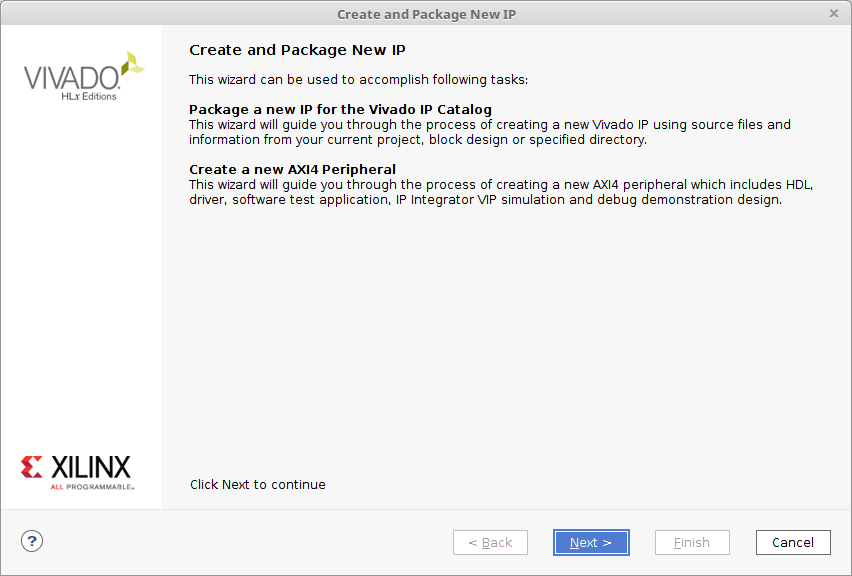 Create and Package New IP
VIVADO.
HLx Editions
Create and Package New IP
This wizard can be used to accomplish following tasks:
Package a new IP for the Vivado IP Catalog
This wizard will guide you through the process of creating a new Vivado IP using source files and
information from your current project, block design or specified directory.
Create a new AXI4 Peripheral
This wizard will guide you through the process of creating a new AXI4 peripheral which includes HDL,
driver, software test application, IP Integrator VIP simulation and debug demonstration design.
XILINX
ALL PROGRAMMABLE™
Click Next to continue
?
< Back
Next >
Finish
Cancel